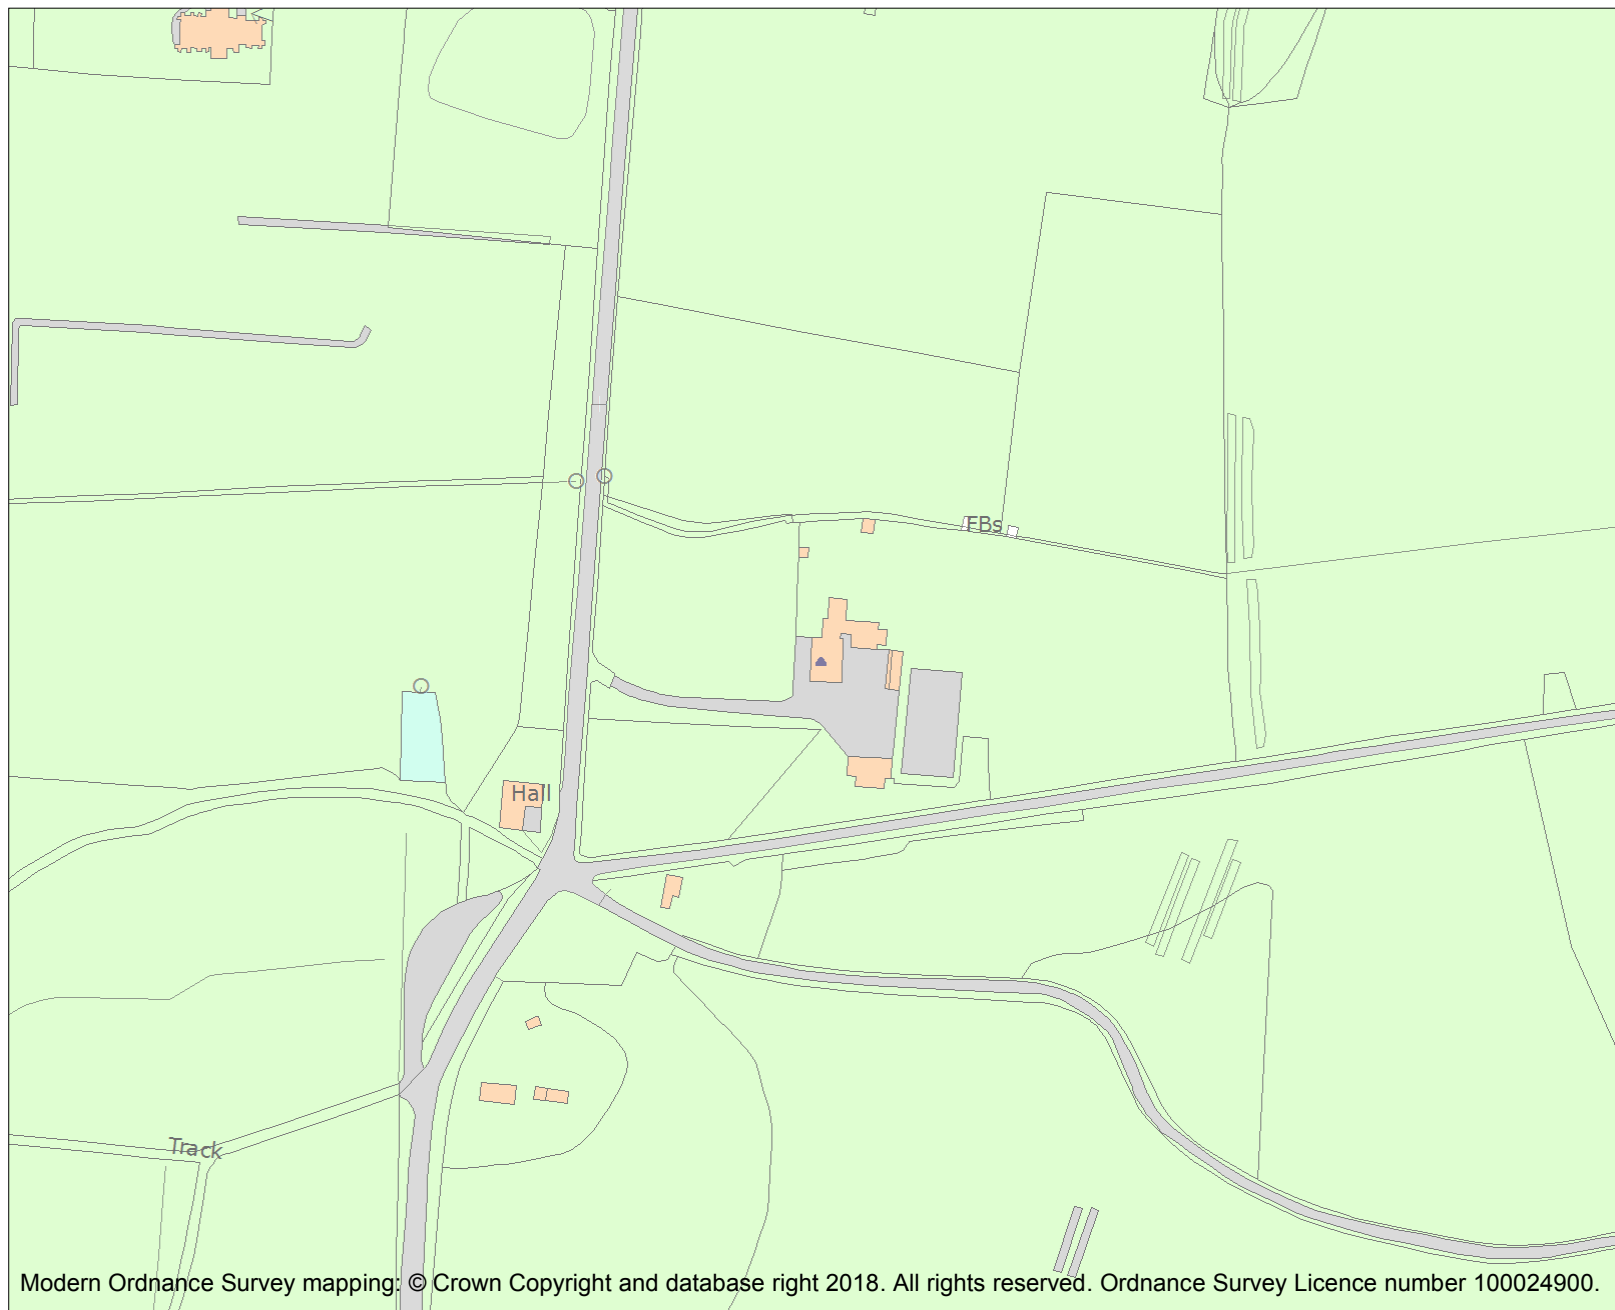 FBs
Hall
Track
Modern Ordnance Survey mapping: © Crown Copyright and database right 2018. All rights reserved. Ordnance Survey Licence number 100024900.